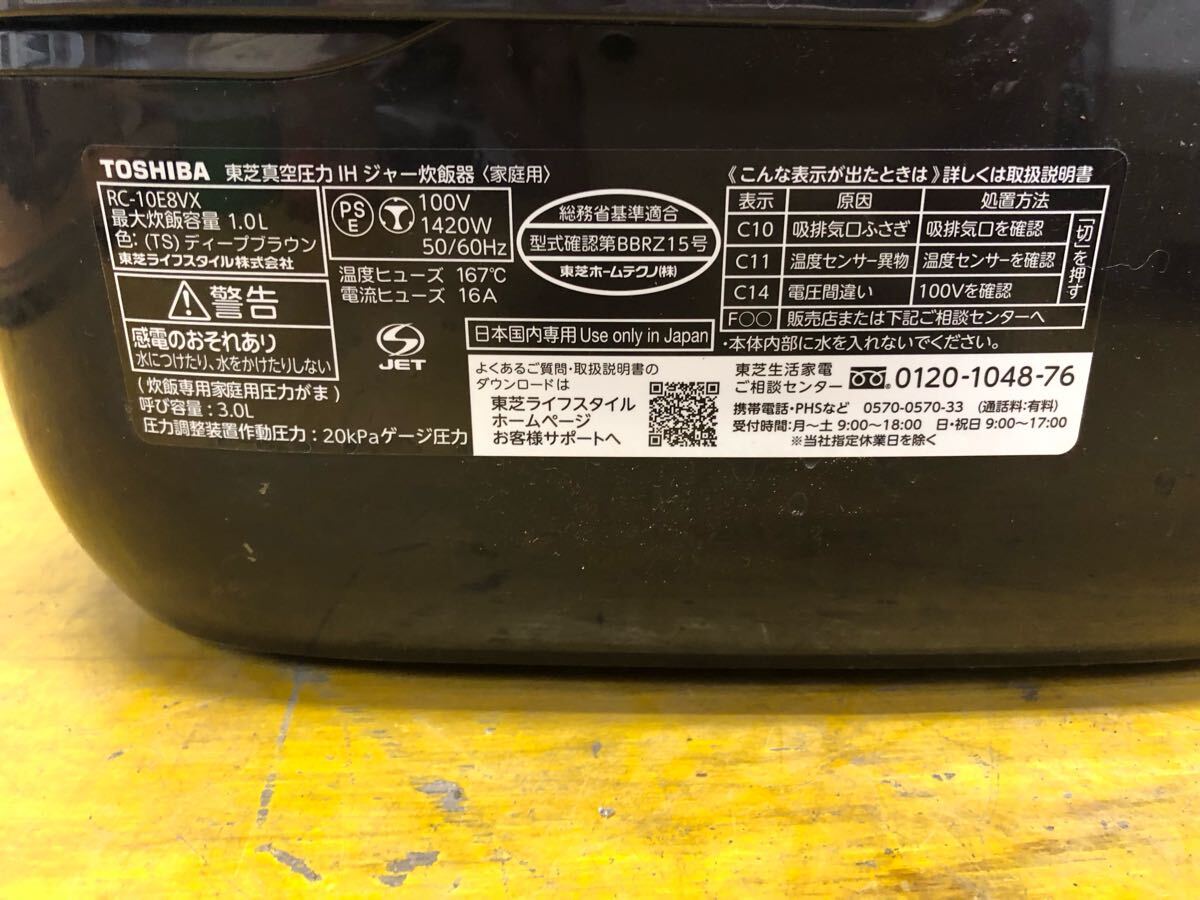 TOSHIBA 東芝真空圧力IHジャー炊飯器〈家庭用〉
RC-10E8VX
最大炊飯容量 1.0L
色:(TS)ディープブラウン
東芝ライフスタイル株式会社
PS
E
100V
1420W
50/60Hz
温度ヒューズ 167℃
電流ヒューズ 16A
総務省基準適合
型式確認第BBRZ15号
東芝ホームテクノ(株)
警告
感電のおそれあり
水につけたり、水をかけたりしない
JET
日本国内専用 Use only in Japan
(炊飯専用家庭用圧力がま)
呼び容量:3.0L
圧力調整装置作動圧力:20kPaゲージ圧力
《こんな表示が出たときは》詳しくは取扱説明書
表示 原因 処置方法
C10 吸排気口ふさぎ 吸排気口を確認
C11 温度センサー異物 温度センサーを確認
C14 電圧間違い 100Vを確認
「切」を押す
F○○ 販売店または下記ご相談センターへ
・本体内部に水を入れないでください。
よくあるご質問・取扱説明書の
ダウンロードは
東芝ライフスタイル
ホームページ
お客様サポートへ
東芝生活家電
ご相談センター 0120-1048-76
携帯電話・PHSなど 0570-0570-33 (通話料:有料)
受付時間:月〜土 9:00〜18:00 日・祝日 9:00〜17:00
※当社指定休業日を除く